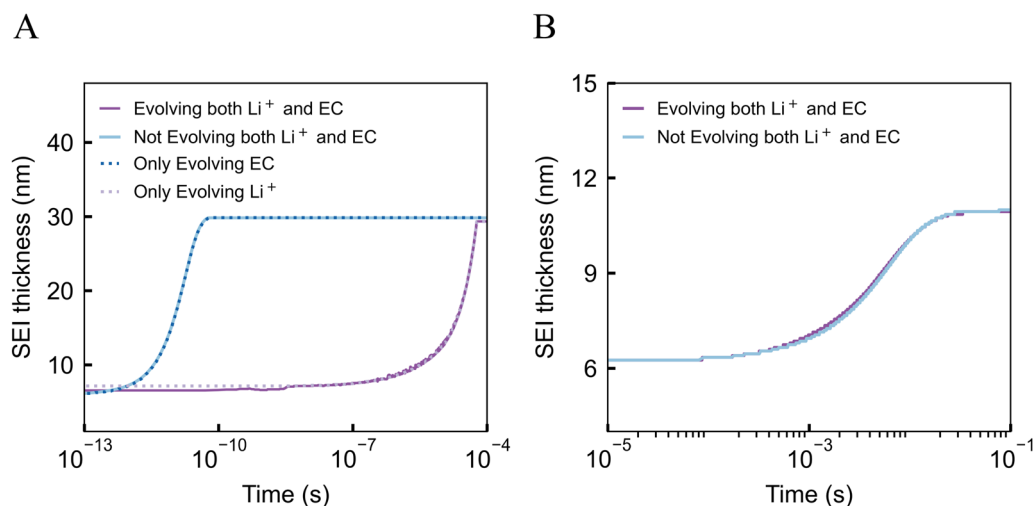 A
SEI thickness (nm)
40
30
20
10
Evolving both Li⁺ and EC
Not Evolving both Li⁺ and EC
Only Evolving EC
Only Evolving Li⁺
10⁻¹³
10⁻¹⁰
10⁻⁷
10⁻⁴
Time (s)
B
SEI thickness (nm)
15
12
9
6
Evolving both Li⁺ and EC
Not Evolving both Li⁺ and EC
10⁻⁵
10⁻³
10⁻¹
Time (s)